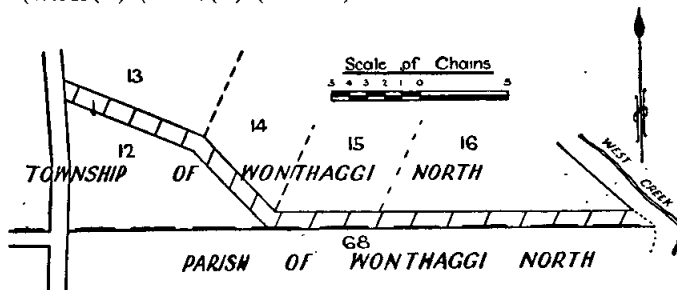 13
Scale of Chains
5 4 3 2 1 0 5
14
12
15
16
TOWNSHIP OF WONTHAGGI NORTH
WEST CREEK
68
PARISH OF WONTHAGGI NORTH